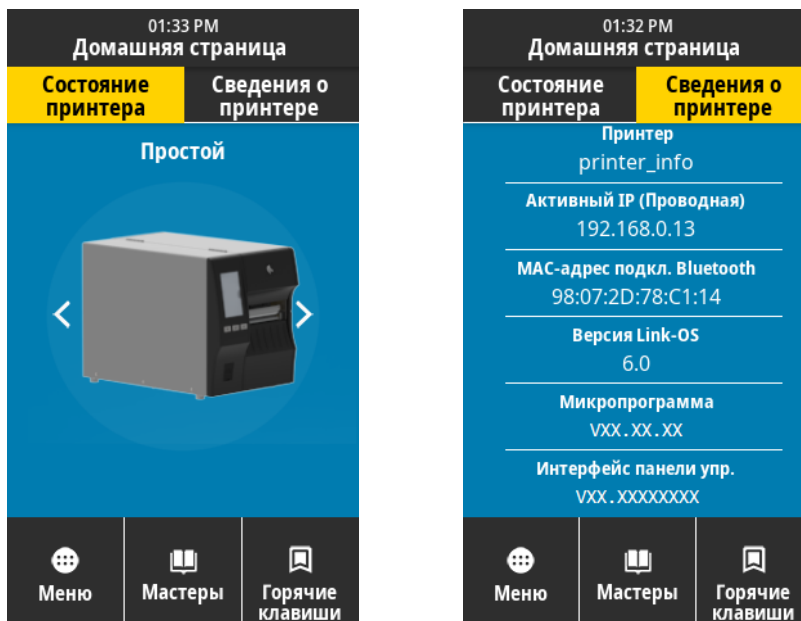 01:33 PM
Домашняя страница
Состояние
принтера
Сведения о
принтере
Простой
Меню
Мастеры
Горячие
клавиши
01:32 PM
Домашняя страница
Состояние
принтера
Сведения о
принтере
Принтер
printer_info
Активный IP (Проводная)
192.168.0.13
MAC-адрес подкл. Bluetooth
98:07:2D:78:C1:14
Версия Link-OS
6.0
Микропрограмма
VXX.XX.XX
Интерфейс панели упр.
VXX.XXXXXXXX
Меню
Мастеры
Горячие
клавиши